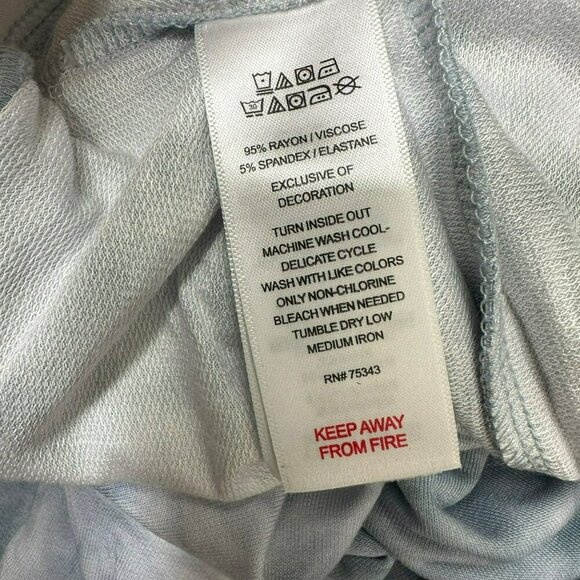 95% RAYON / VISCOSE
5% SPANDEX / ELASTANE
EXCLUSIVE OF
DECORATION
TURN INSIDE OUT
MACHINE WASH COOL-
DELICATE CYCLE
WASH WITH LIKE COLORS
ONLY NON-CHLORINE
BLEACH WHEN NEEDED
TUMBLE DRY LOW
MEDIUM IRON
RN# 75343
KEEP AWAY
FROM FIRE